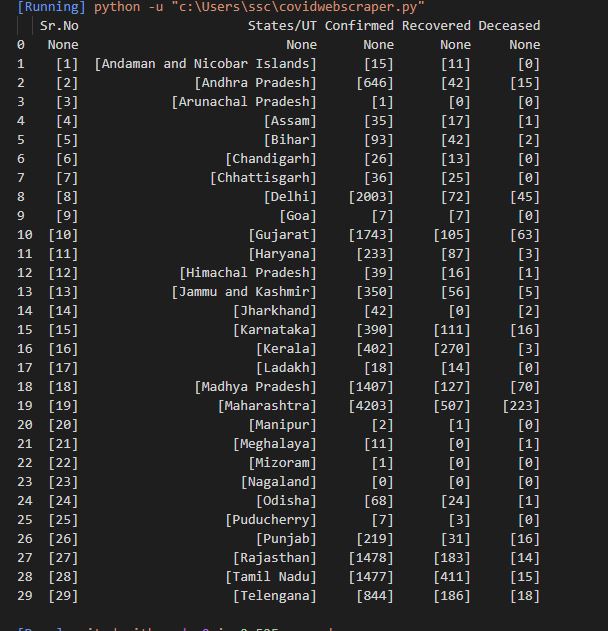 [Running] python -u "c:\Users\ssc\covidwebscraper.py"
Sr.No States/UT Confirmed Recovered Deceased
0 None None None None None
1 [1] [Andaman and Nicobar Islands] [15] [11] [0]
2 [2] [Andhra Pradesh] [646] [42] [15]
3 [3] [Arunachal Pradesh] [1] [0] [0]
4 [4] [Assam] [35] [17] [1]
5 [5] [Bihar] [93] [42] [2]
6 [6] [Chandigarh] [26] [13] [0]
7 [7] [Chhattisgarh] [36] [25] [0]
8 [8] [Delhi] [2003] [72] [45]
9 [9] [Goa] [7] [7] [0]
10 [10] [Gujarat] [1743] [105] [63]
11 [11] [Haryana] [233] [87] [3]
12 [12] [Himachal Pradesh] [39] [16] [1]
13 [13] [Jammu and Kashmir] [350] [56] [5]
14 [14] [Jharkhand] [42] [0] [2]
15 [15] [Karnataka] [390] [111] [16]
16 [16] [Kerala] [402] [270] [3]
17 [17] [Ladakh] [18] [14] [0]
18 [18] [Madhya Pradesh] [1407] [127] [70]
19 [19] [Maharashtra] [4203] [507] [223]
20 [20] [Manipur] [2] [1] [0]
21 [21] [Meghalaya] [11] [0] [1]
22 [22] [Mizoram] [1] [0] [0]
23 [23] [Nagaland] [0] [0] [0]
24 [24] [Odisha] [68] [24] [1]
25 [25] [Puducherry] [7] [3] [0]
26 [26] [Punjab] [219] [31] [16]
27 [27] [Rajasthan] [1478] [183] [14]
28 [28] [Tamil Nadu] [1477] [411] [15]
29 [29] [Telengana] [844] [186] [18]